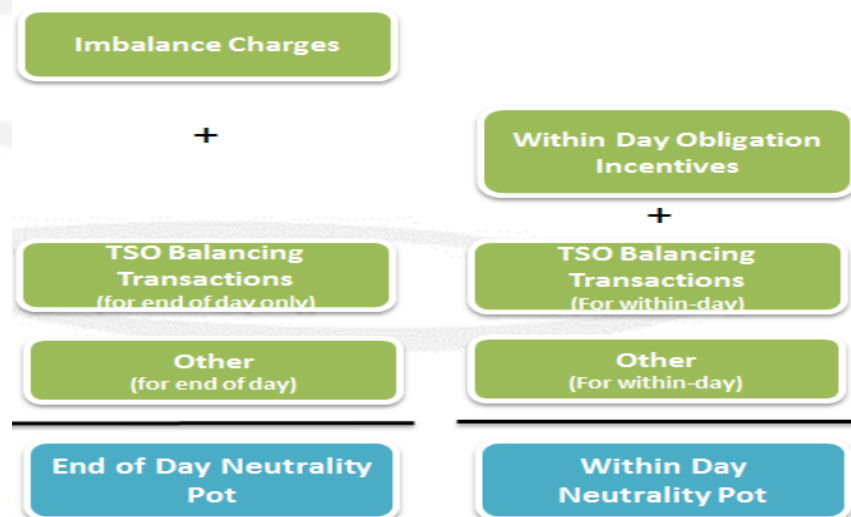 Imbalance Charges
+
TSO Balancing
Transactions
(for end of day only)
Other
(for end of day)
End of Day Neutrality
Pot
Within Day Obligation
Incentives
+
TSO Balancing
Transactions
(For within-day)
Other
(For within-day)
Within Day
Neutrality Pot